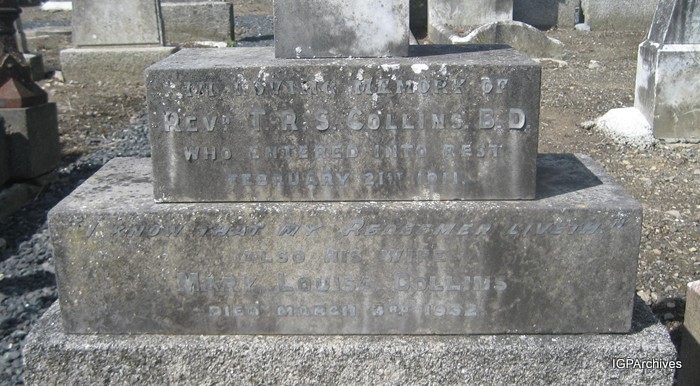 IN LOVING MEMORY OF
REVD T. R. S. COLLINS, B.D.
WHO ENTERED INTO REST
FEBRUARY 21ST 1911.
"I KNOW THAT MY REDEEMER LIVETH"
ALSO HIS WIFE
MARY LOUISA COLLINS
DIED MARCH 1932.
IGPArchives